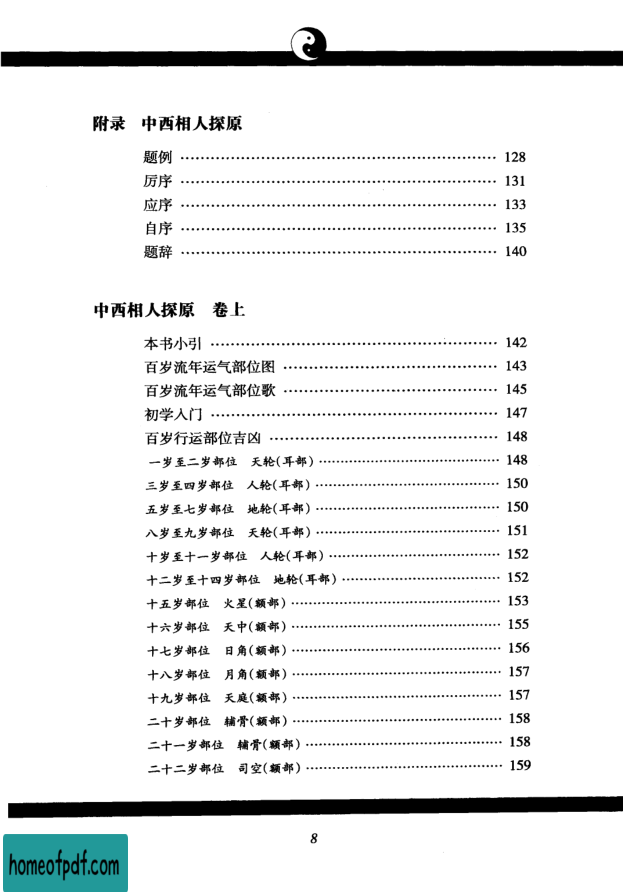 附录 中西相人探原
题例 …… 128
厉序 …… 131
应序 …… 133
自序 …… 135
题辞 …… 140
中西相人探原 卷上
本书小引 …… 142
百岁流年运气部位图 …… 143
百岁流年运气部位歌 …… 145
初学入门 …… 147
百岁行运部位吉凶 …… 148
一岁至二岁部位 天轮(耳部) …… 148
三岁至四岁部位 人轮(耳部) …… 150
五岁至七岁部位 地轮(耳部) …… 150
八岁至九岁部位 天轮(耳部) …… 151
十岁至十一岁部位 人轮(耳部) …… 152
十二岁至十四岁部位 地轮(耳部) …… 152
十五岁部位 火星(额部) …… 153
十六岁部位 天中(额部) …… 155
十七岁部位 日角(额部) …… 156
十八岁部位 月角(额部) …… 157
十九岁部位 天庭(额部) …… 157
二十岁部位 辅骨(额部) …… 158
二十一岁部位 辅骨(额部) …… 158
二十二岁部位 司空(额部) …… 159
8
homeofpdf.com